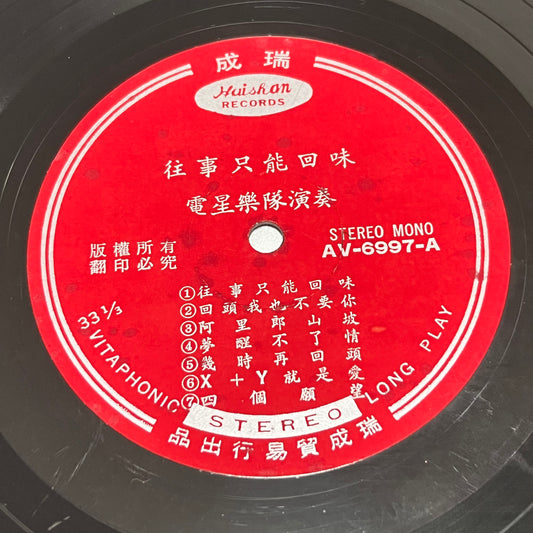 瑞成
Huiskon
RECORDS
往事只能回味
電星樂隊演奏
STEREO MONO
AV-6997-A
版權所有
翻印必究
①往事只能回味
②回頭我也不要你
③阿里郎山坡
④夢醒不了情
⑤幾時再回頭
⑥X+Y就是愛
⑦四個願望
33 1/3
VITAPHONIC STEREO LONG PLAY
瑞成貿易行出品